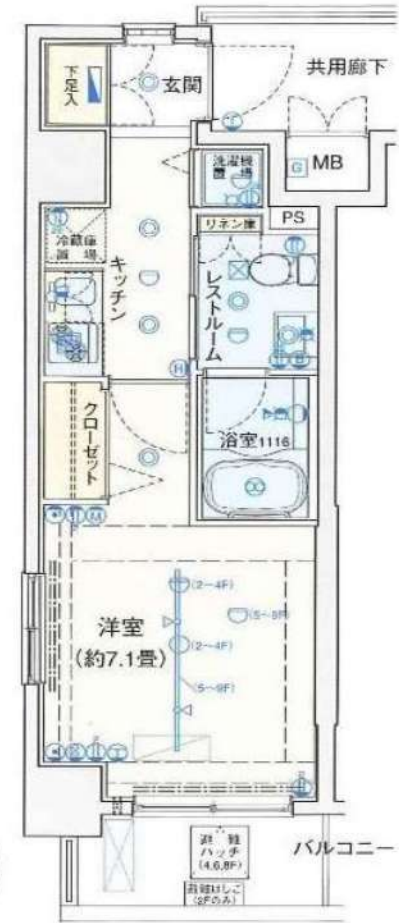 共用廊下
下足入
玄関
MB
G
洗濯機
置場
リネン庫
PS
冷蔵庫
置場
キッチン
レストルーム
H
クローゼット
浴室1116
洋室
(約7.1畳)
(2〜4F)
(5〜9F)
(2〜4F)
(5〜9F)
避難
ハッチ
(4,6,8F)
バルコニー
避難はしご
(2Fのみ)